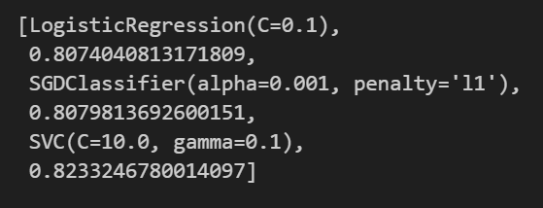 [LogisticRegression(C=0.1),
0.8074040813171809,
SGDClassifier(alpha=0.001, penalty='l1'),
0.8079813692600151,
SVC(C=10.0, gamma=0.1),
0.8233246780014097]